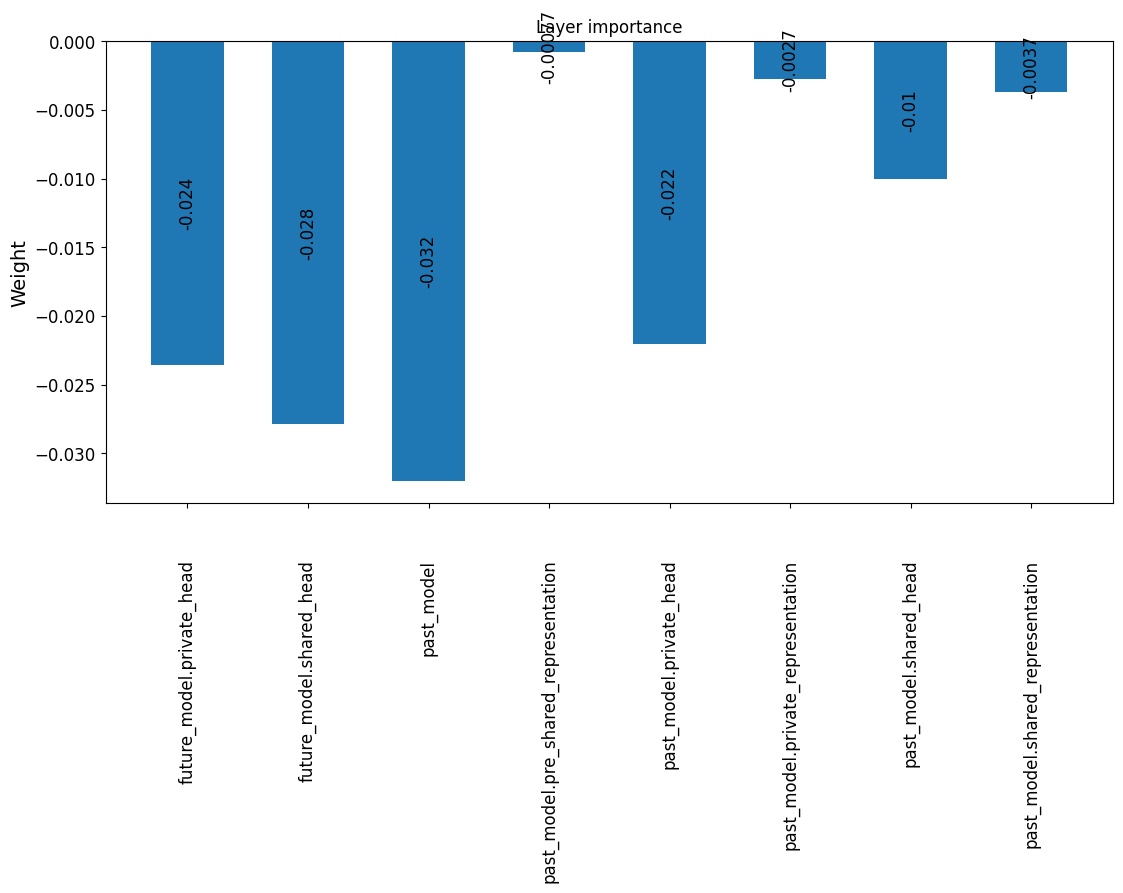 Layer importance
Weight
0.000
−0.005
−0.010
−0.015
−0.020
−0.025
−0.030
-0.024
-0.028
-0.032
-0.00077
-0.022
-0.0027
-0.01
-0.0037
future_model.private_head
future_model.shared_head
past_model
past_model.pre_shared_representation
past_model.private_head
past_model.private_representation
past_model.shared_head
past_model.shared_representation